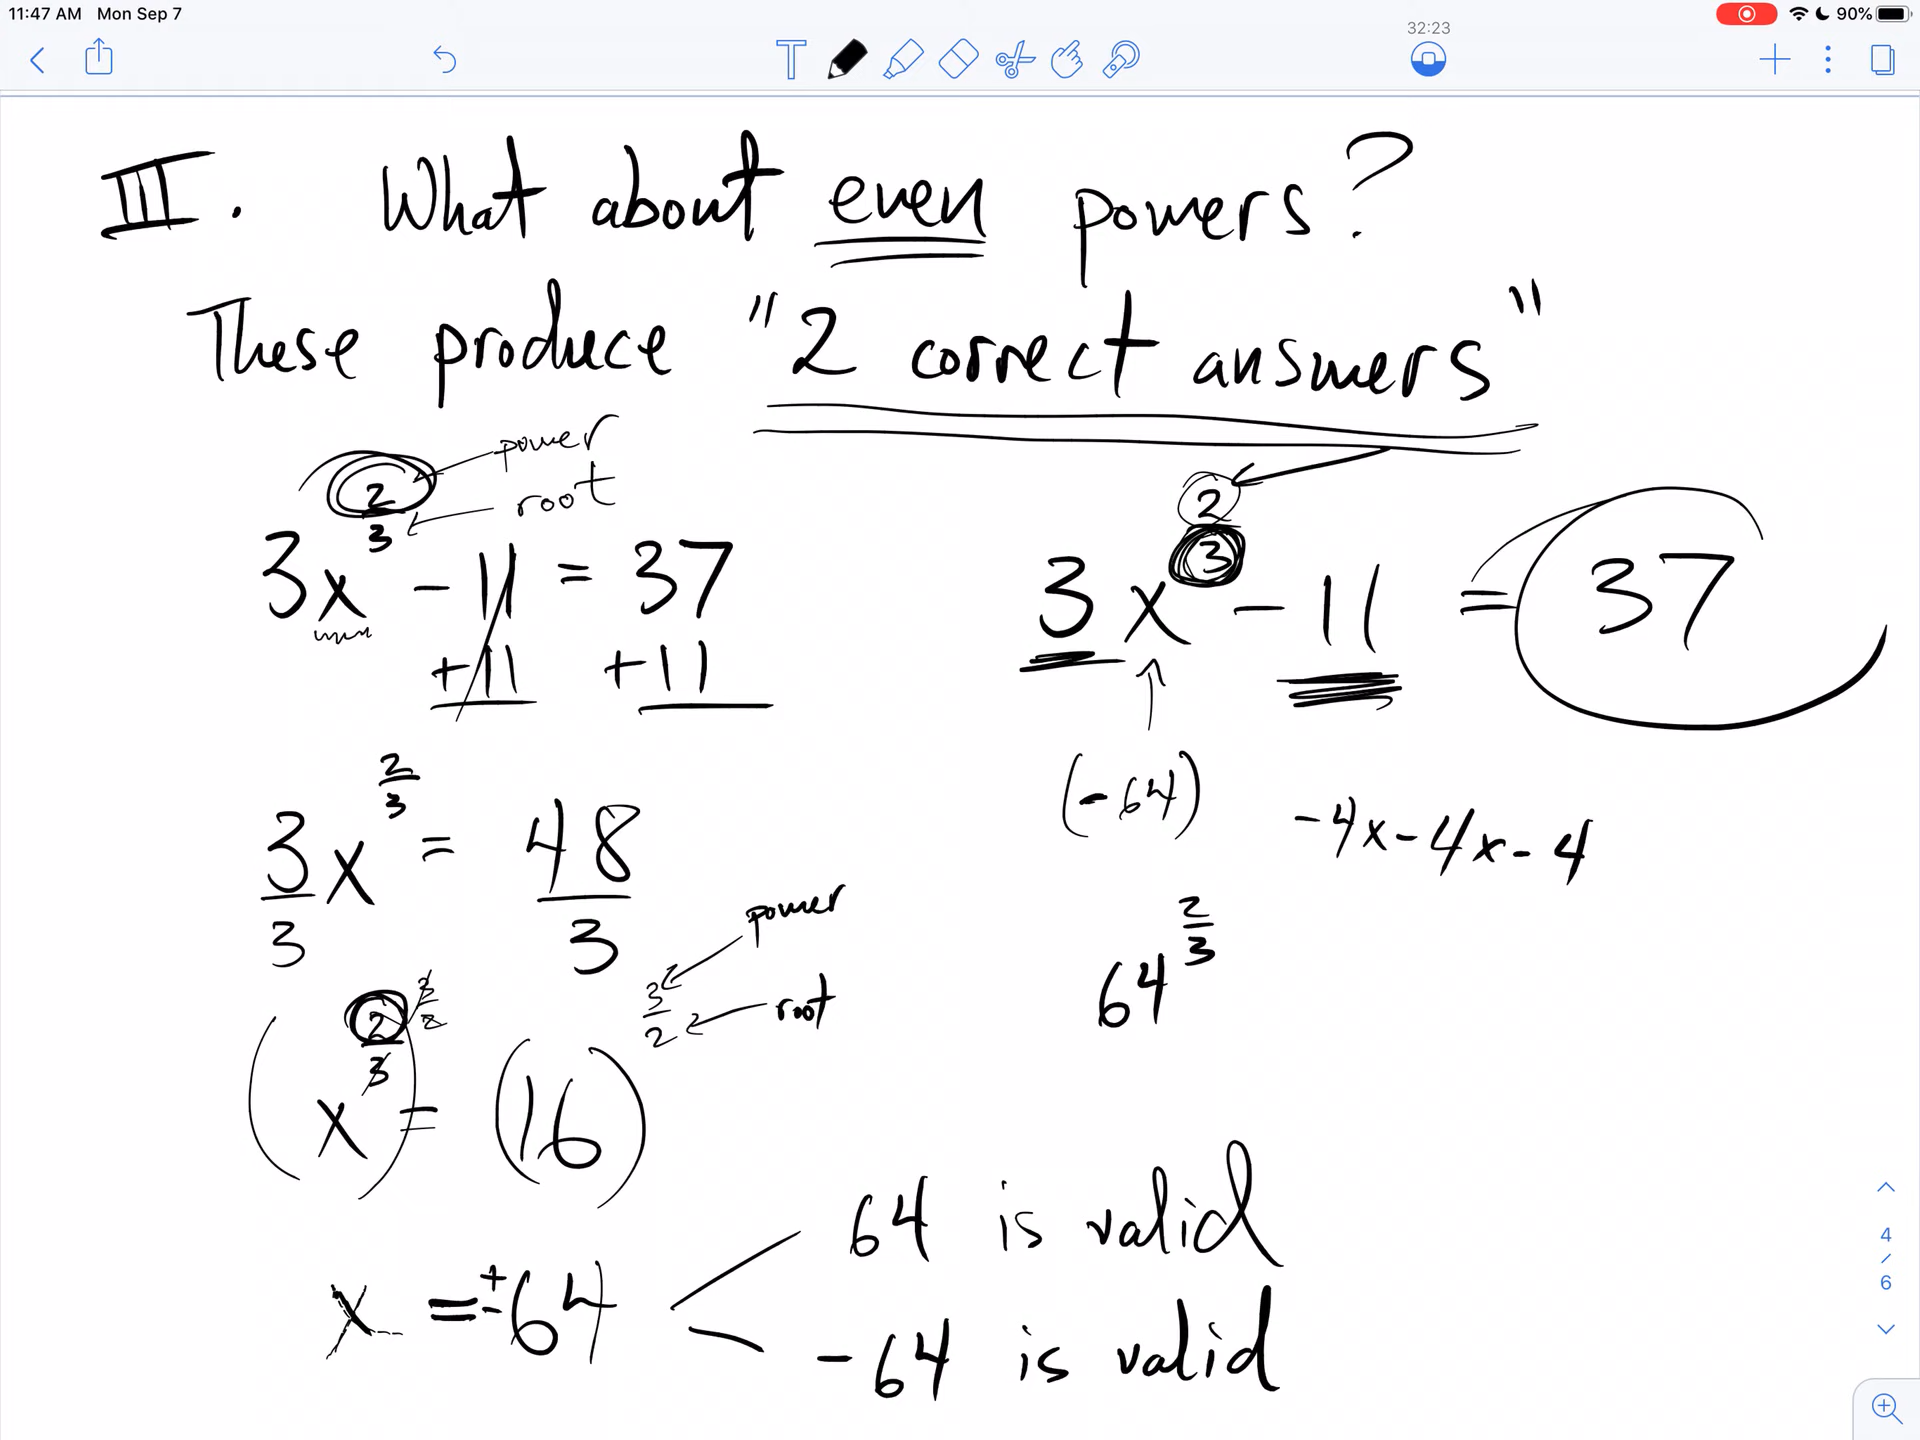 11:47 AM Mon Sep 7
90%
32:23
III. What about even powers?
These produce "2 correct answers"
power
root
3x^(2/3) - 11 = 37
+11 +11
3/3 x^(2/3) = 48/3
power
root
(x^(2/3))^(3/2) = (16)^(3/2)
x = ±64
64 is valid
-64 is valid
3x^(2/3) - 11 = 37
(-64)
-4x-4x-4
64^(2/3)
4/6